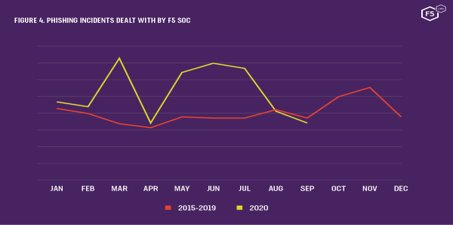 FIGURE 4. PHISHING INCIDENTS DEALT WITH BY F5 SOC
F5
JAN FEB MAR APR MAY JUN JUL AUG SEP OCT NOV DEC
2015-2019 2020